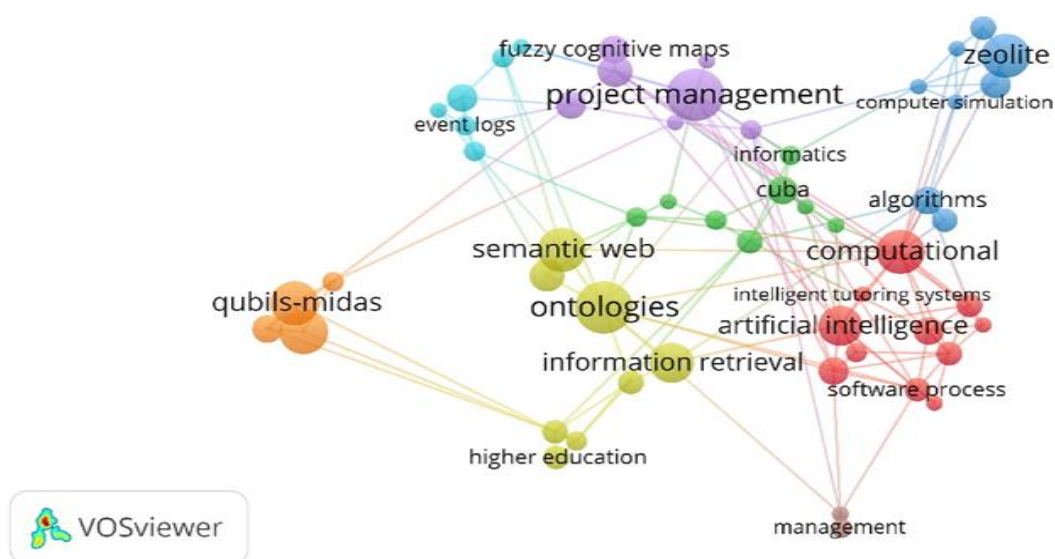 fuzzy cognitive maps
zeolite
project management
computer simulation
event logs
informatics
cuba
algorithms
semantic web
computational
qubils-midas
intelligent tutoring systems
ontologies
artificial intelligence
information retrieval
software process
higher education
management
VOSviewer